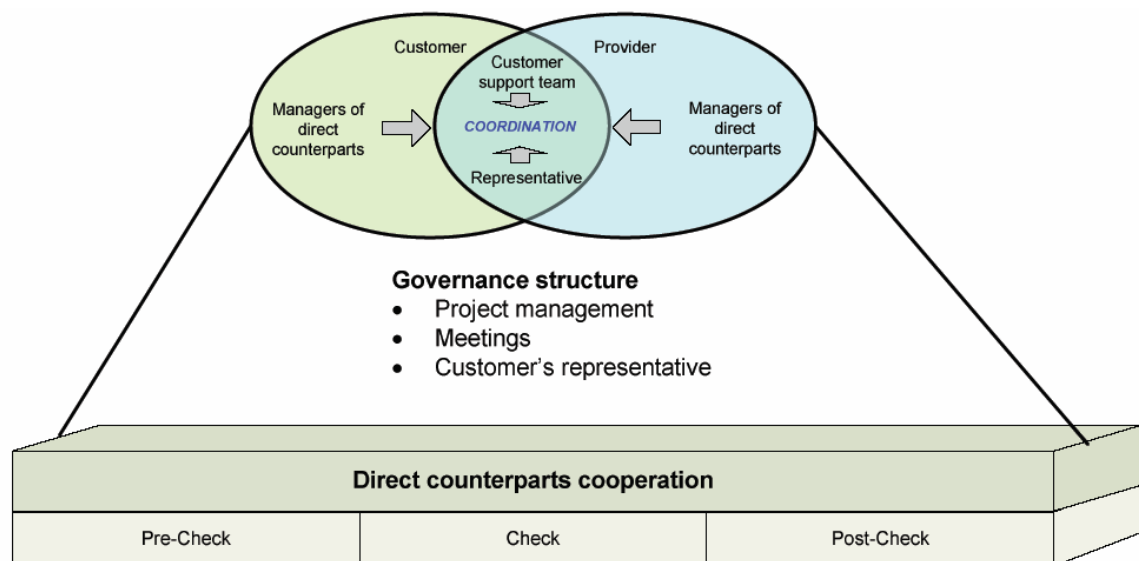 Customer
Provider
Customer
support team
Managers of
direct
counterparts
COORDINATION
Managers of
direct
counterparts
Representative
Governance structure
• Project management
• Meetings
• Customer's representative
Direct counterparts cooperation
Pre-Check
Check
Post-Check